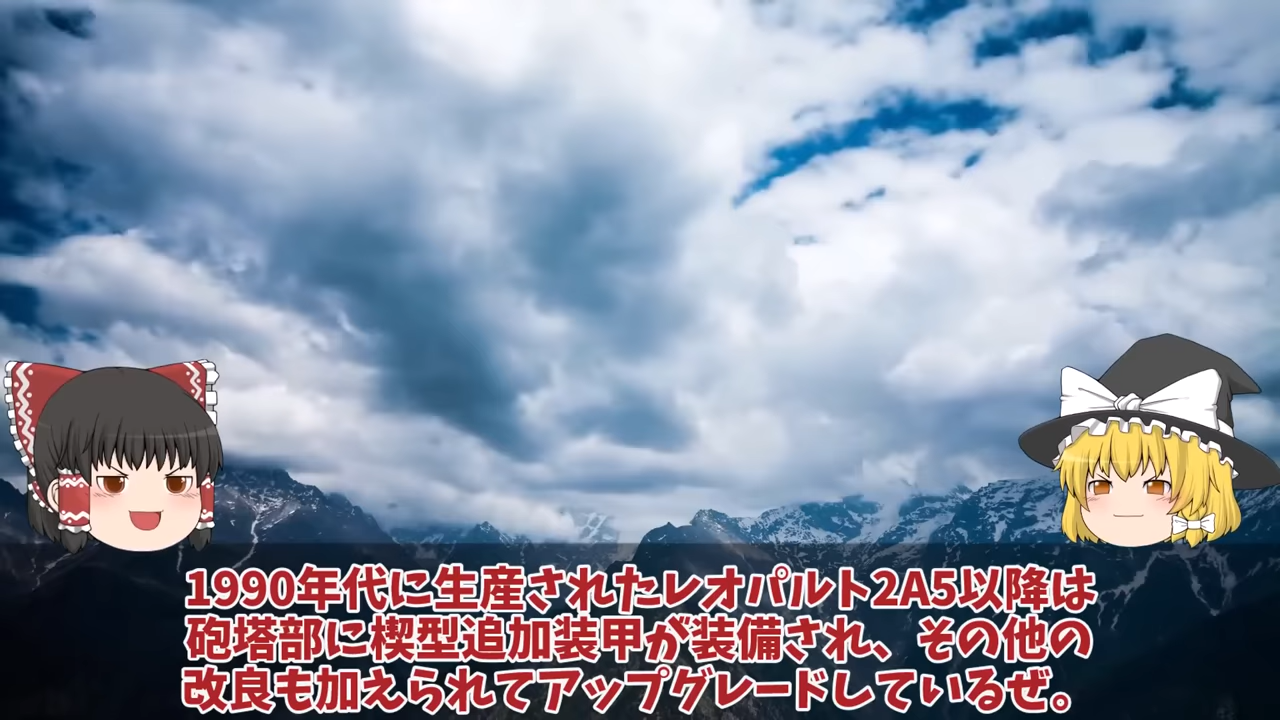 1990年代に生産されたレオパルト2A5以降は
砲塔部に楔型追加装甲が装備され、その他の
改良も加えられてアップグレードしているぜ。